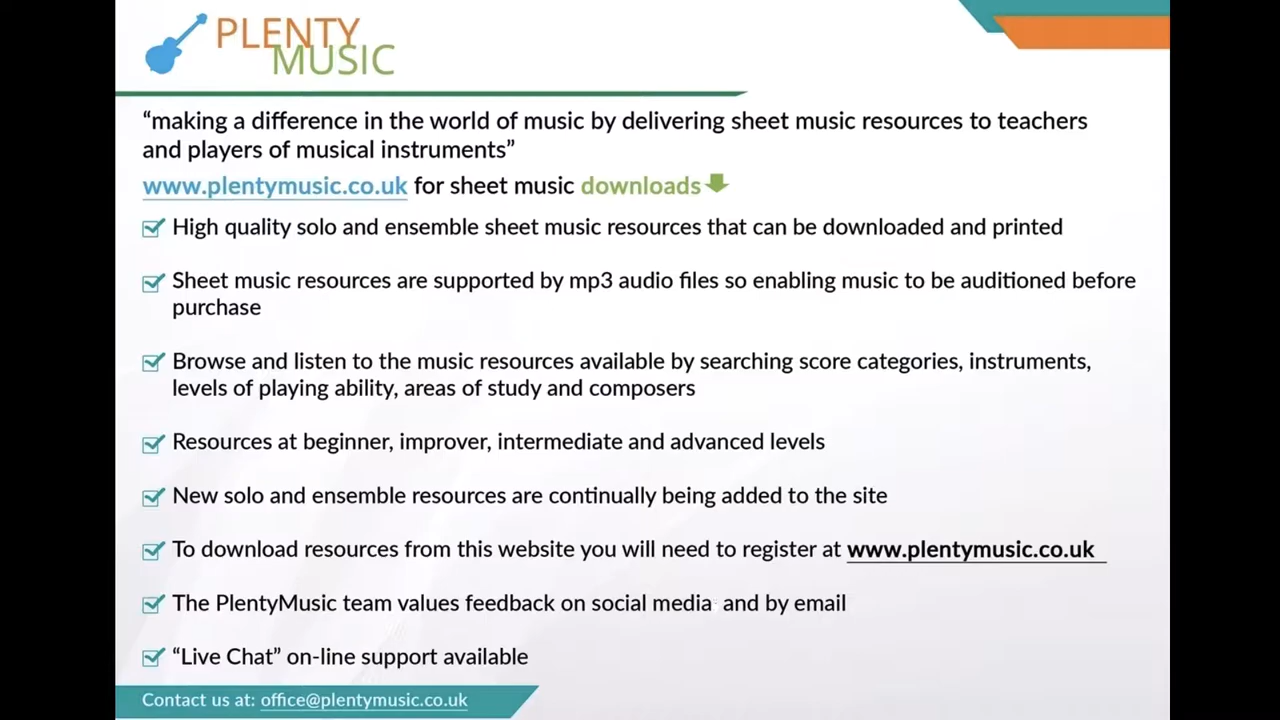 PLENTY
MUSIC
“making a difference in the world of music by delivering sheet music resources to teachers
and players of musical instruments”
www.plentymusic.co.uk for sheet music downloads
High quality solo and ensemble sheet music resources that can be downloaded and printed
Sheet music resources are supported by mp3 audio files so enabling music to be auditioned before
purchase
Browse and listen to the music resources available by searching score categories, instruments,
levels of playing ability, areas of study and composers
Resources at beginner, improver, intermediate and advanced levels
New solo and ensemble resources are continually being added to the site
To download resources from this website you will need to register at www.plentymusic.co.uk
The PlentyMusic team values feedback on social media and by email
“Live Chat” on-line support available
Contact us at: office@plentymusic.co.uk